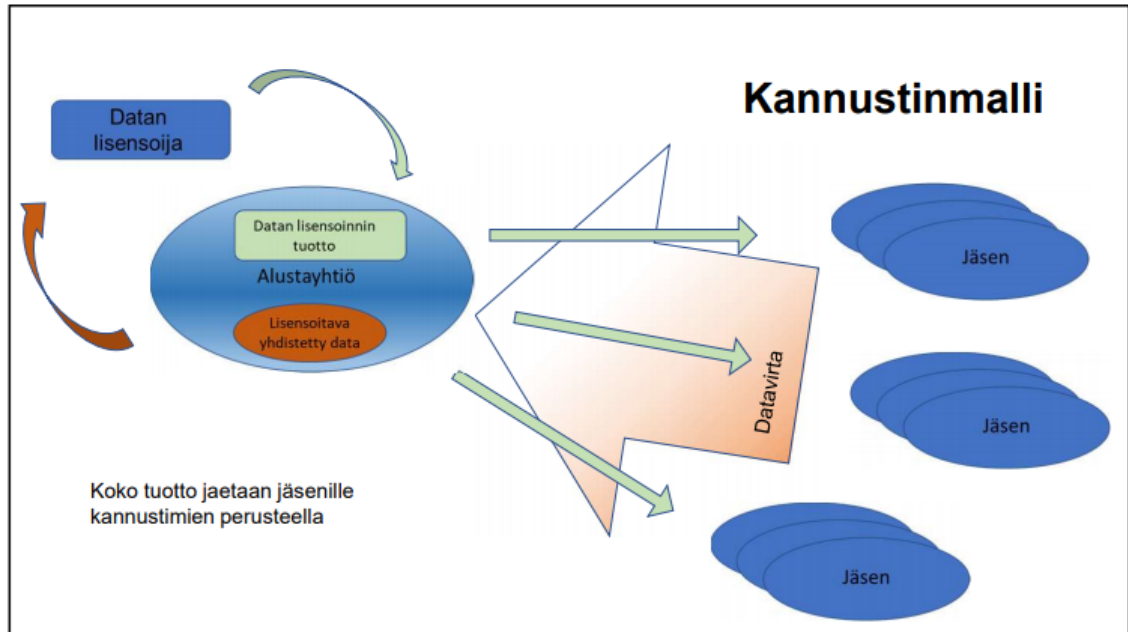 Kannustinmalli
Datan
lisensoija
Datan lisensoinnin
tuotto
Alustayhtiö
Lisensoitava
yhdistetty data
Datavirta
Jäsen
Jäsen
Jäsen
Koko tuotto jaetaan jäsenille
kannustimien perusteella